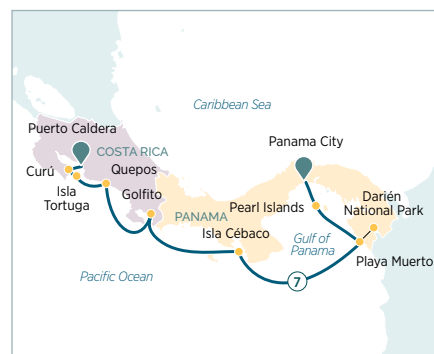 Caribbean Sea
Puerto Caldera
COSTA RICA
Curú
Quepos
Isla
Tortuga
Golfito
PANAMA
Isla Cébaco
Panama City
Pearl Islands
Darién
National Park
Gulf of
Panama
Playa Muerto
Pacific Ocean
7